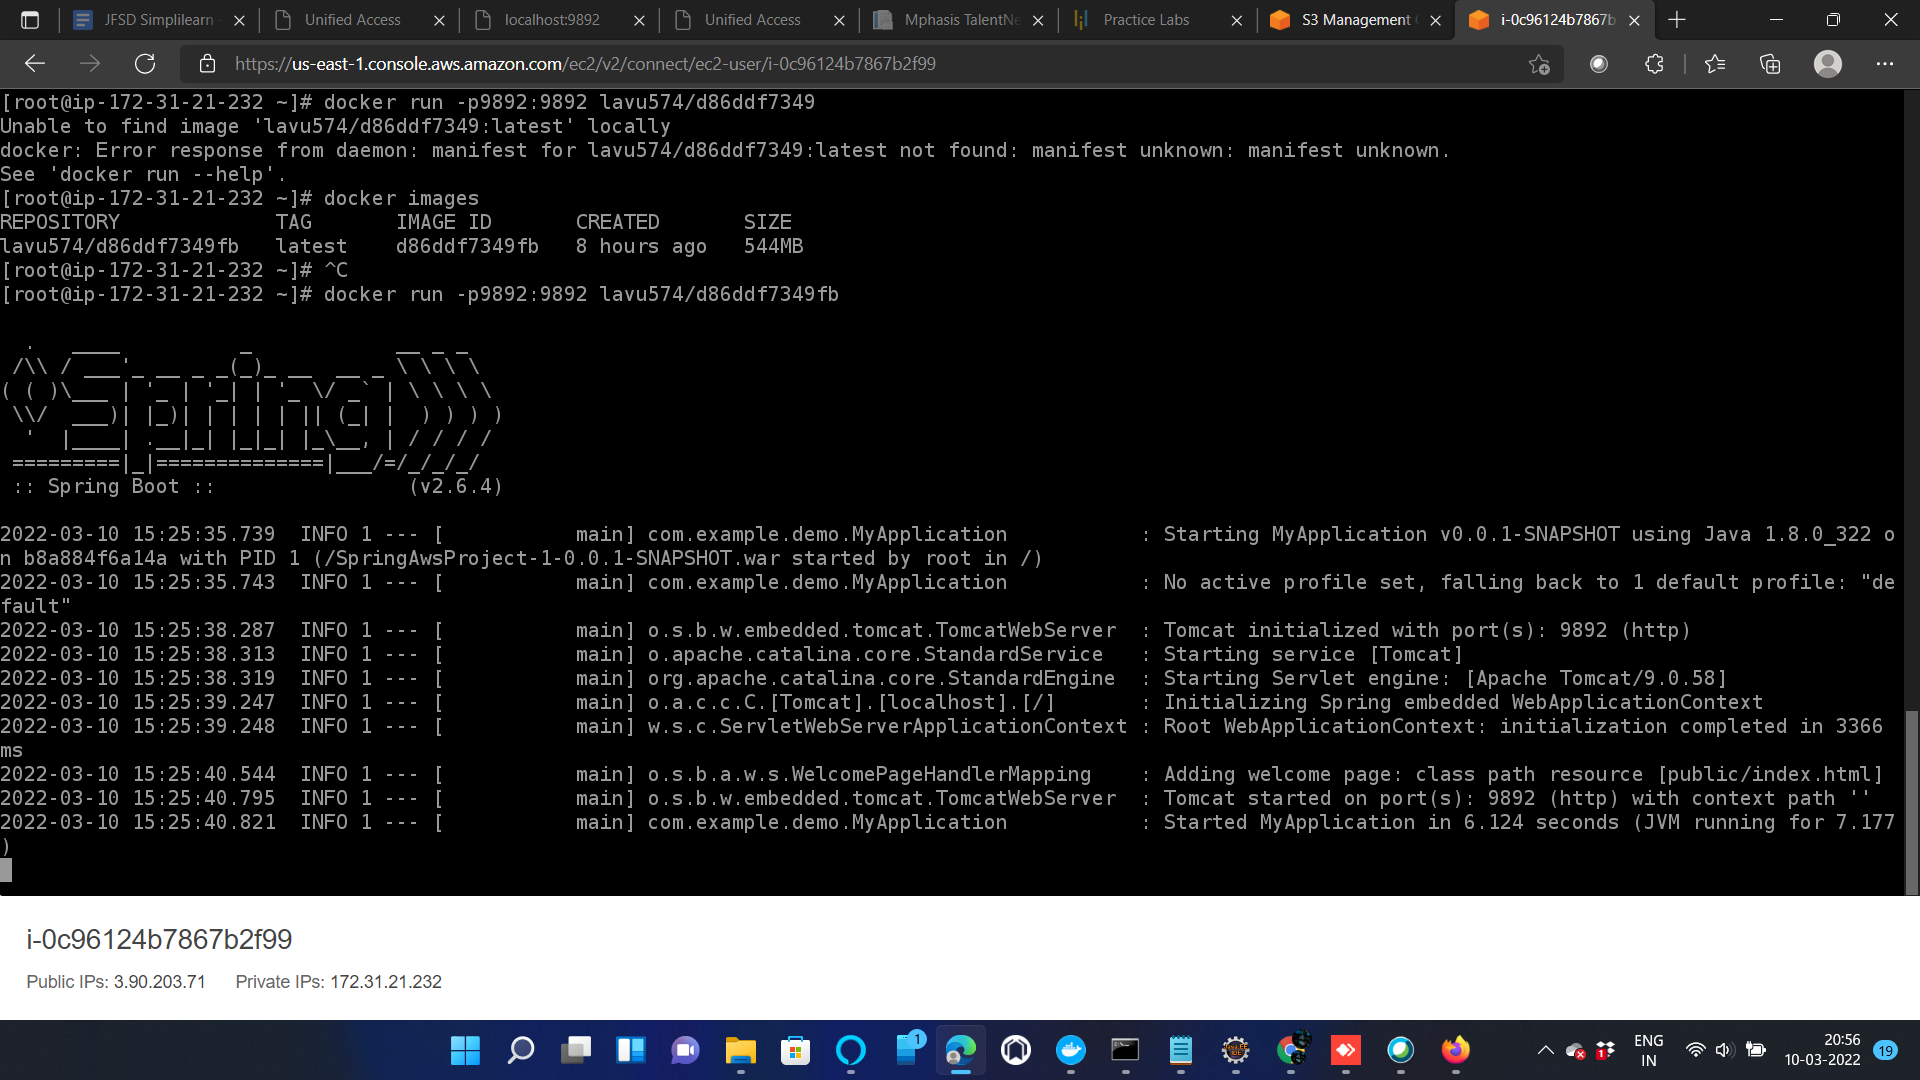 JFSD Simplilearn
Unified Access
localhost:9892
Unified Access
Mphasis TalentNe
Practice Labs
S3 Management
i-0c96124b7867b
https://us-east-1.console.aws.amazon.com/ec2/v2/connect/ec2-user/i-0c96124b7867b2f99
[root@ip-172-31-21-232 ~]# docker run -p9892:9892 lavu574/d86ddf7349
Unable to find image 'lavu574/d86ddf7349:latest' locally
docker: Error response from daemon: manifest for lavu574/d86ddf7349:latest not found: manifest unknown: manifest unknown.
See 'docker run --help'.
[root@ip-172-31-21-232 ~]# docker images
REPOSITORY             TAG       IMAGE ID       CREATED       SIZE
lavu574/d86ddf7349fb   latest    d86ddf7349fb   8 hours ago   544MB
[root@ip-172-31-21-232 ~]# ^C
[root@ip-172-31-21-232 ~]# docker run -p9892:9892 lavu574/d86ddf7349fb
Spring
:: Spring Boot ::                (v2.6.4)
2022-03-10 15:25:35.739  INFO 1 --- [           main] com.example.demo.MyApplication           : Starting MyApplication v0.0.1-SNAPSHOT using Java 1.8.0_322 o
n b8a884f6a14a with PID 1 (/SpringAwsProject-1-0.0.1-SNAPSHOT.war started by root in /)
2022-03-10 15:25:35.743  INFO 1 --- [           main] com.example.demo.MyApplication           : No active profile set, falling back to 1 default profile: "de
fault"
2022-03-10 15:25:38.287  INFO 1 --- [           main] o.s.b.w.embedded.tomcat.TomcatWebServer  : Tomcat initialized with port(s): 9892 (http)
2022-03-10 15:25:38.313  INFO 1 --- [           main] o.apache.catalina.core.StandardService   : Starting service [Tomcat]
2022-03-10 15:25:38.319  INFO 1 --- [           main] org.apache.catalina.core.StandardEngine  : Starting Servlet engine: [Apache Tomcat/9.0.58]
2022-03-10 15:25:39.247  INFO 1 --- [           main] o.a.c.c.C.[Tomcat].[localhost].[/]       : Initializing Spring embedded WebApplicationContext
2022-03-10 15:25:39.248  INFO 1 --- [           main] w.s.c.ServletWebServerApplicationContext : Root WebApplicationContext: initialization completed in 3366
ms
2022-03-10 15:25:40.544  INFO 1 --- [           main] o.s.b.a.w.s.WelcomePageHandlerMapping    : Adding welcome page: class path resource [public/index.html]
2022-03-10 15:25:40.795  INFO 1 --- [           main] o.s.b.w.embedded.tomcat.TomcatWebServer  : Tomcat started on port(s): 9892 (http) with context path ''
2022-03-10 15:25:40.821  INFO 1 --- [           main] com.example.demo.MyApplication           : Started MyApplication in 6.124 seconds (JVM running for 7.177
)
i-0c96124b7867b2f99
Public IPs: 3.90.203.71 Private IPs: 172.31.21.232
1
1
ENG
IN
20:56
10-03-2022
19